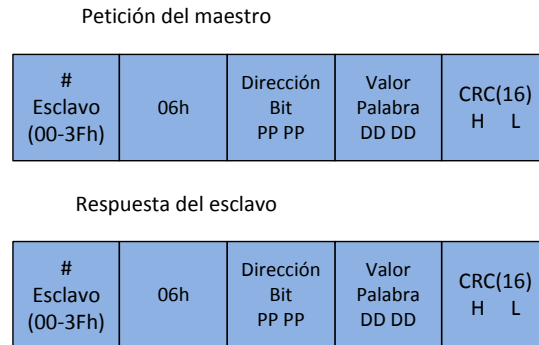 Petición del maestro
#
Esclavo
(00-3Fh)
06h
Dirección
Bit
PP PP
Valor
Palabra
DD DD
CRC(16)
H L
Respuesta del esclavo
#
Esclavo
(00-3Fh)
06h
Dirección
Bit
PP PP
Valor
Palabra
DD DD
CRC(16)
H L